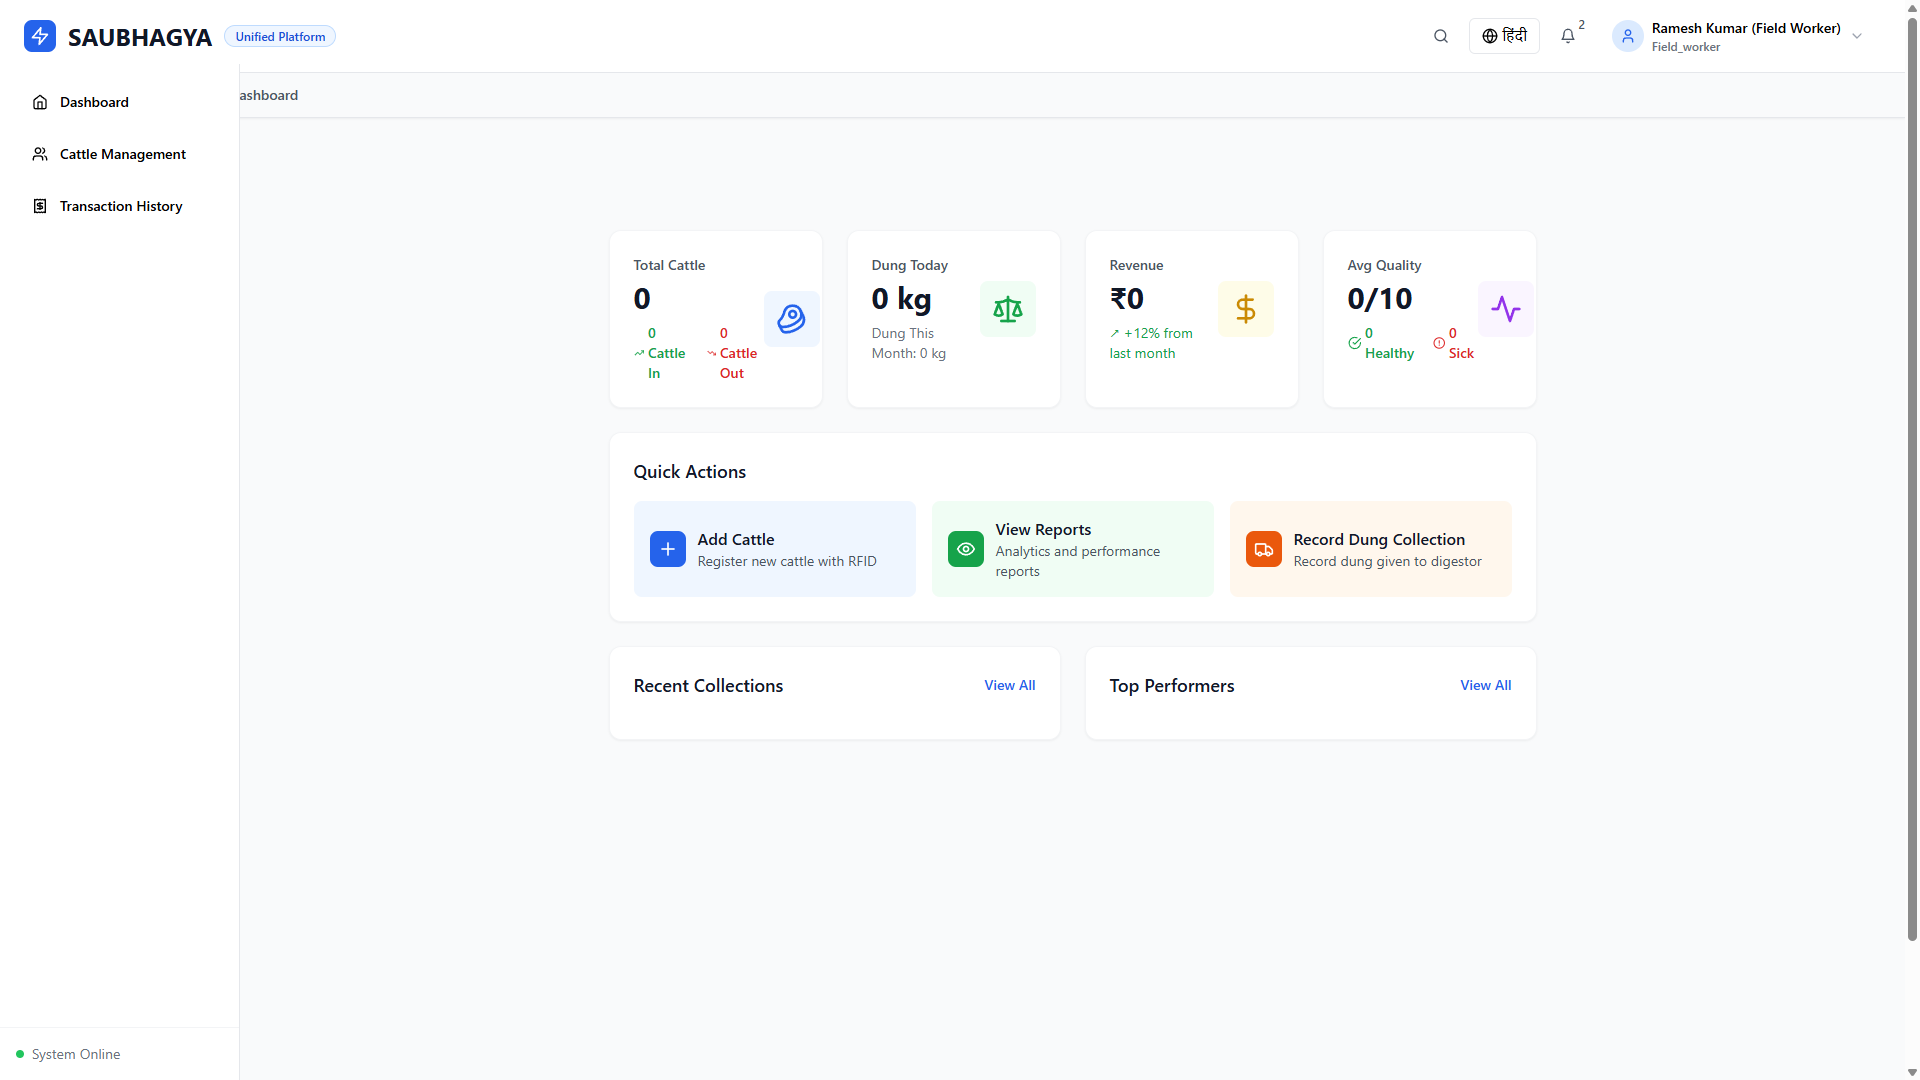 SAUBHAGYA
Unified Platform
हिंदी
2
Ramesh Kumar (Field Worker)
Field_worker
Dashboard
Cattle Management
Transaction History
System Online
ashboard
Total Cattle
0
0
Cattle
In
0
Cattle
Out
Dung Today
0 kg
Dung This
Month: 0 kg
Revenue
₹0
↗ +12% from
last month
Avg Quality
0/10
0
Healthy
0
Sick
Quick Actions
Add Cattle
Register new cattle with RFID
View Reports
Analytics and performance
reports
Record Dung Collection
Record dung given to digestor
Recent Collections
View All
Top Performers
View All